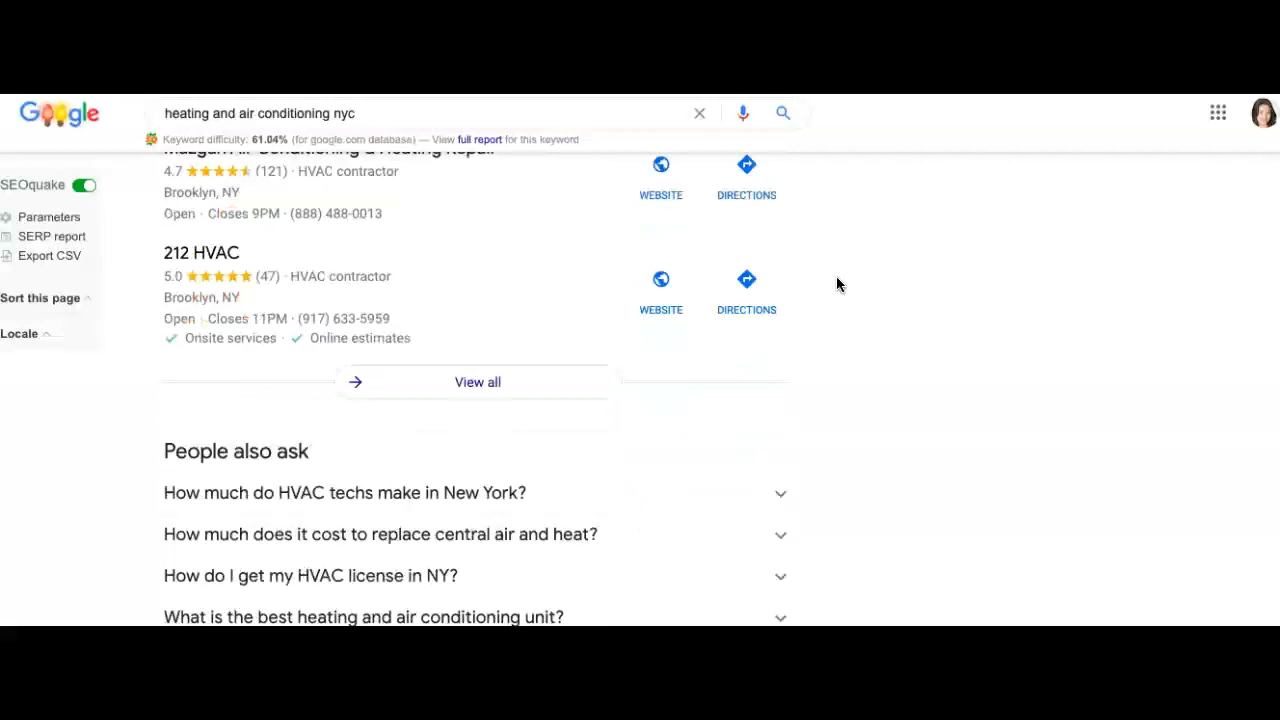 Google
heating and air conditioning nyc
Keyword difficulty: 61.04% (for google.com database) — View full report for this keyword
SEOquake
Parameters
SERP report
Export CSV
Sort this page
Locale
4.7 (121) · HVAC contractor
Brooklyn, NY
Open · Closes 9PM · (888) 488-0013
WEBSITE
DIRECTIONS
212 HVAC
5.0 (47) · HVAC contractor
Brooklyn, NY
Open · Closes 11PM · (917) 633-5959
Onsite services · Online estimates
WEBSITE
DIRECTIONS
View all
People also ask
How much do HVAC techs make in New York?
How much does it cost to replace central air and heat?
How do I get my HVAC license in NY?
What is the best heating and air conditioning unit?